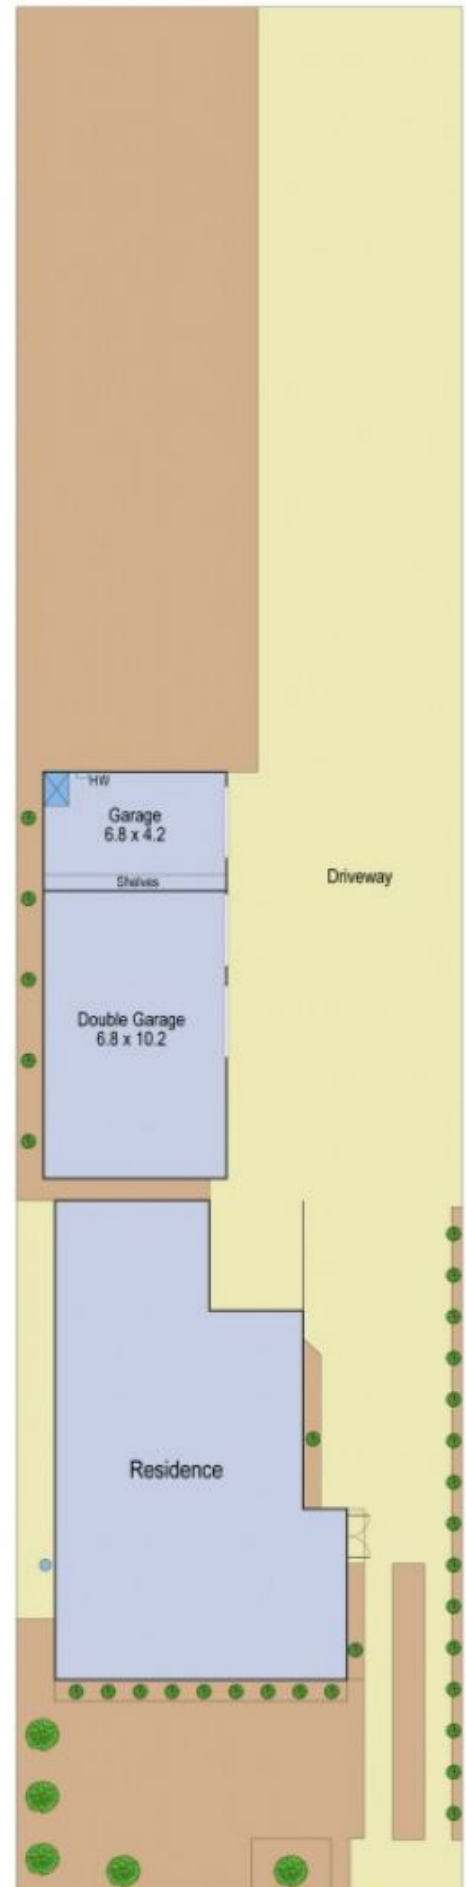 HW
Garage
6.8 x 4.2
Shelves
Driveway
Double Garage
6.8 x 10.2
Residence